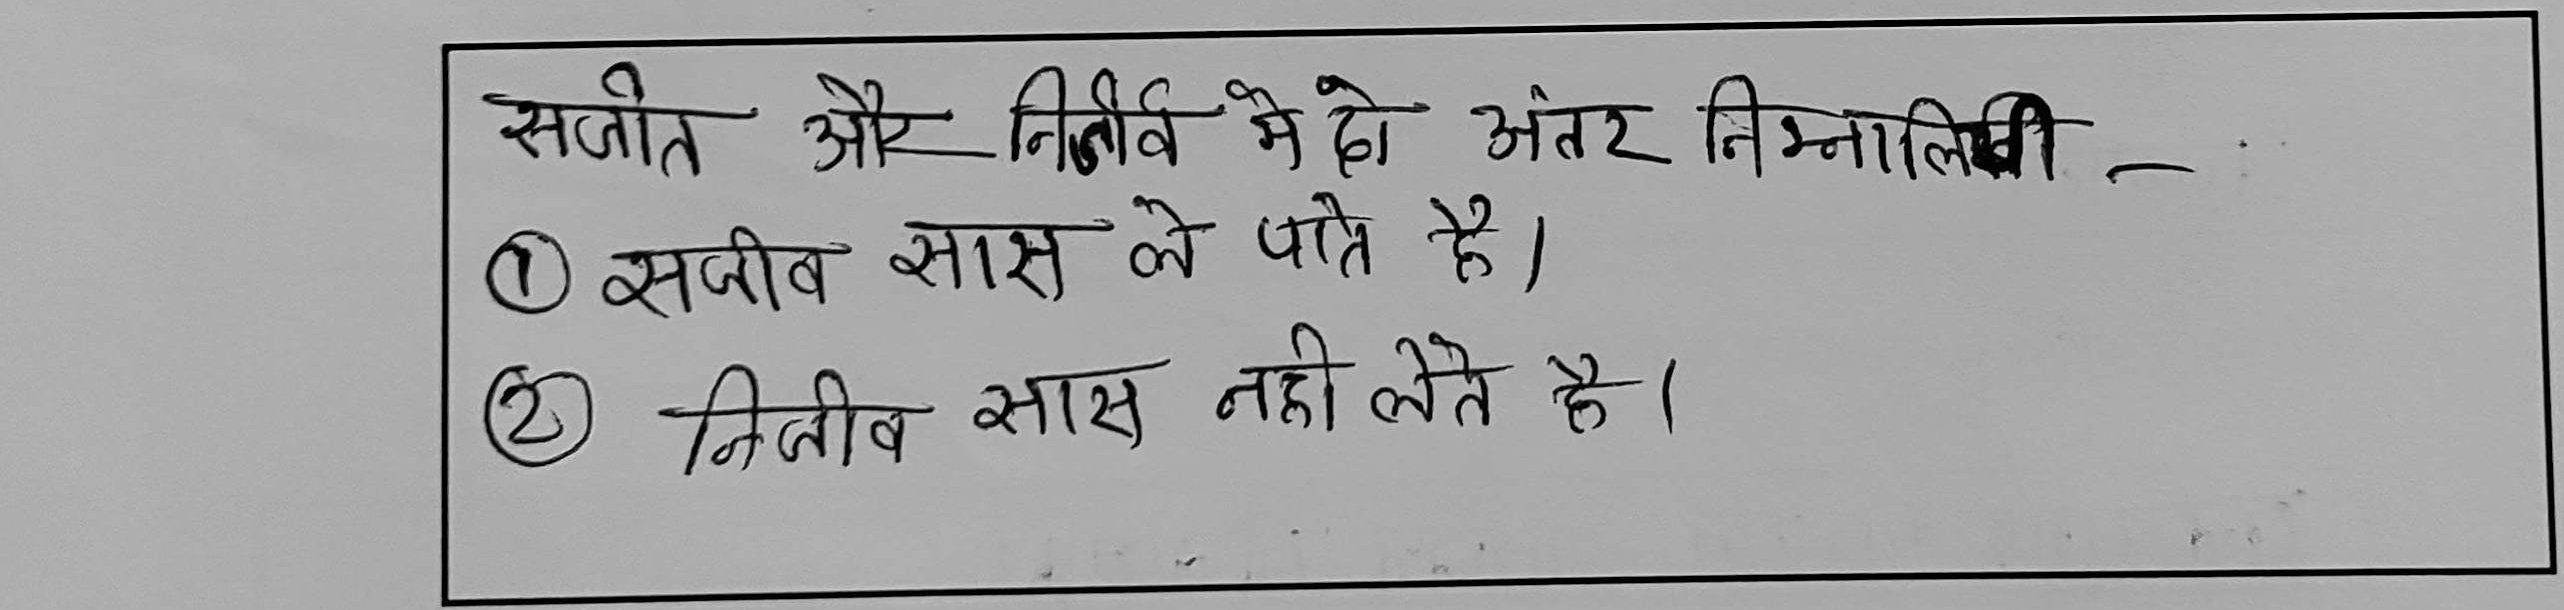 सजीत और निर्जीव मे दो अंतर निम्नालिखी –
① सजीव सास ले पाते है।
② निजीव सास नही लेते है।